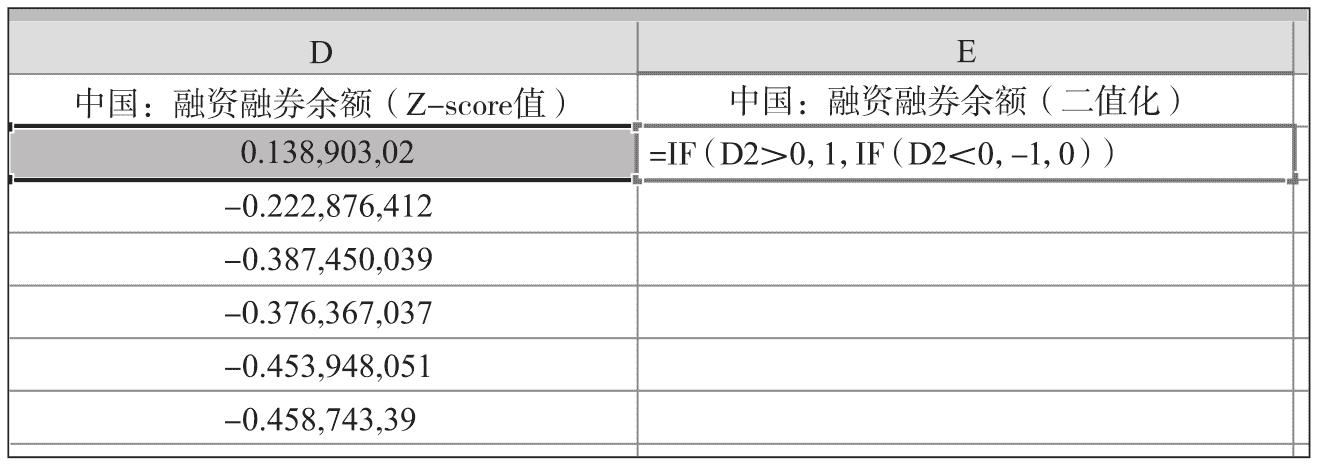 D E
中国：融资融券余额（Z-score值） 中国：融资融券余额（二值化）
0.138,903,02 =IF（D2>0, 1, IF（D2<0, -1, 0））
-0.222,876,412
-0.387,450,039
-0.376,367,037
-0.453,948,051
-0.458,743,39